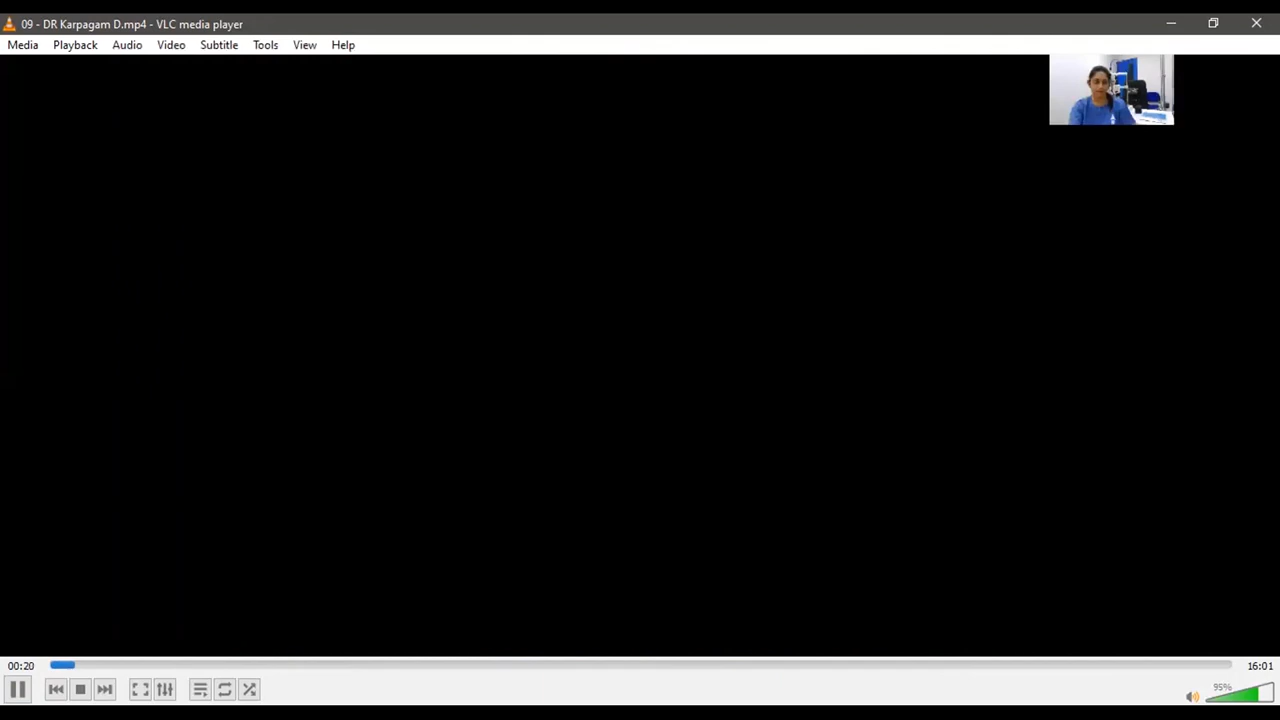 09 - DR Karpagam D.mp4 - VLC media player
Media Playback Audio Video Subtitle Tools View Help
00:20
16:01
95%